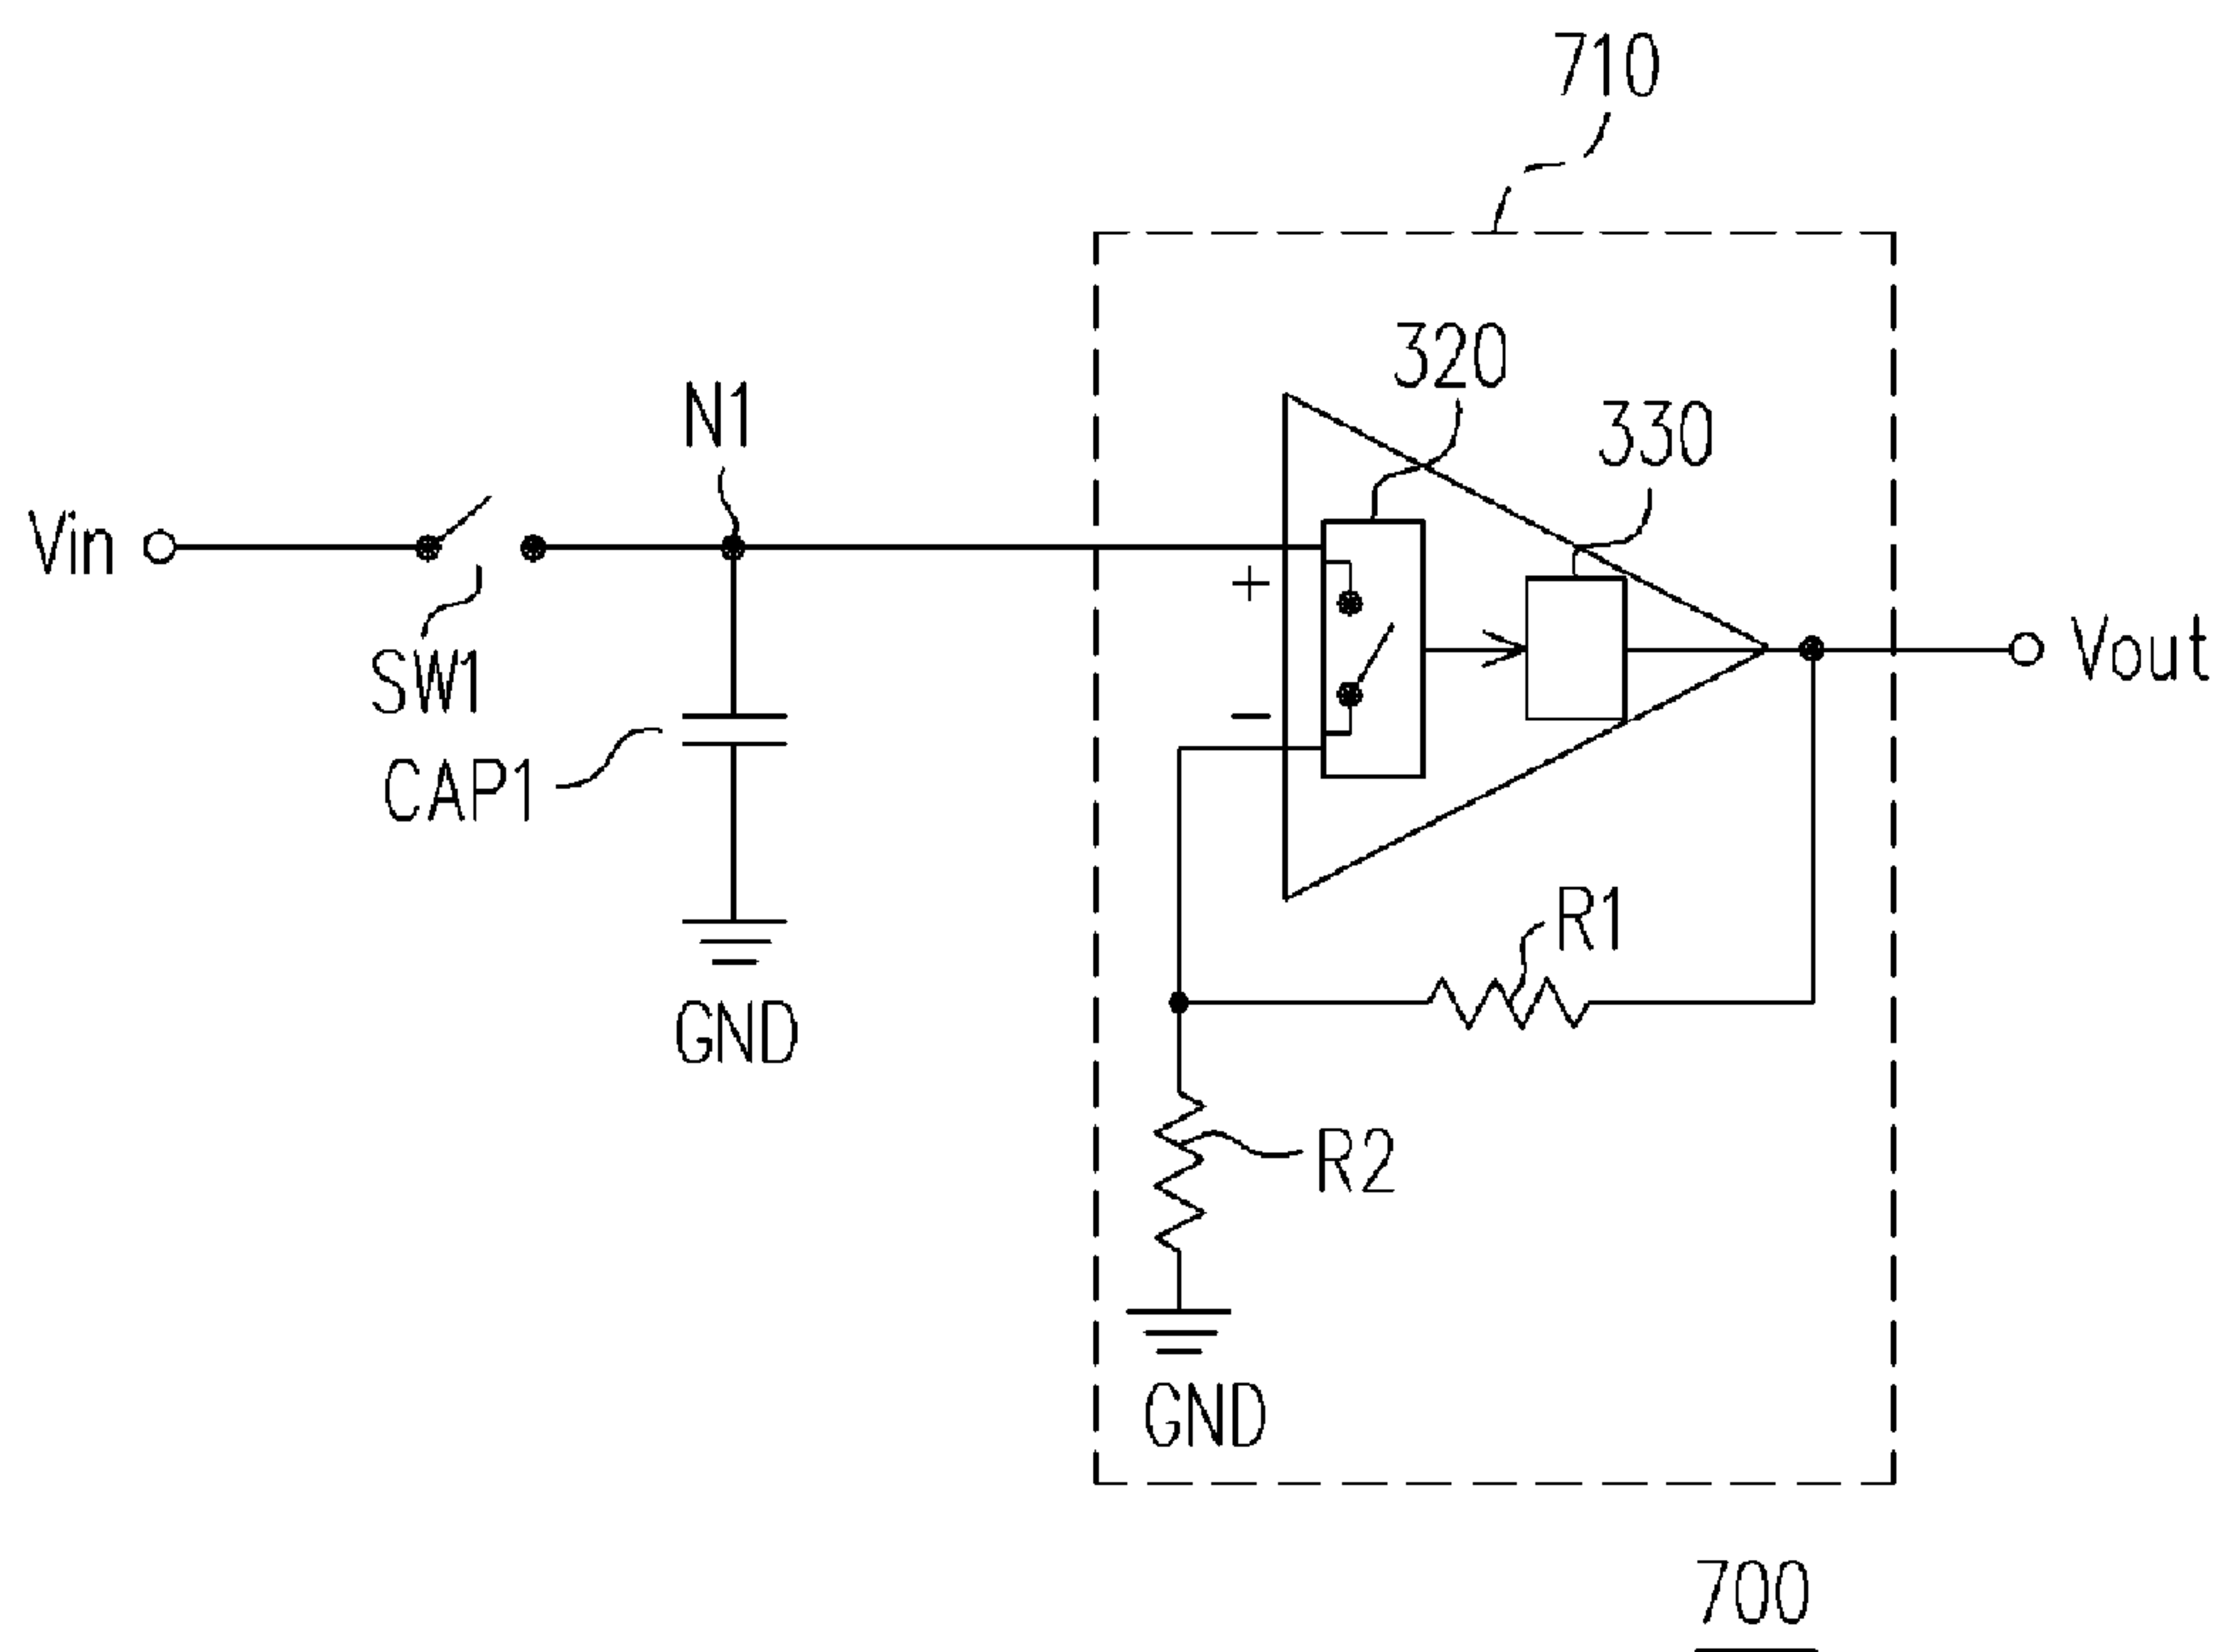 710
320
330
N1
Vin
+
−
Vout
SW1
CAP1
R1
GND
R2
GND
700